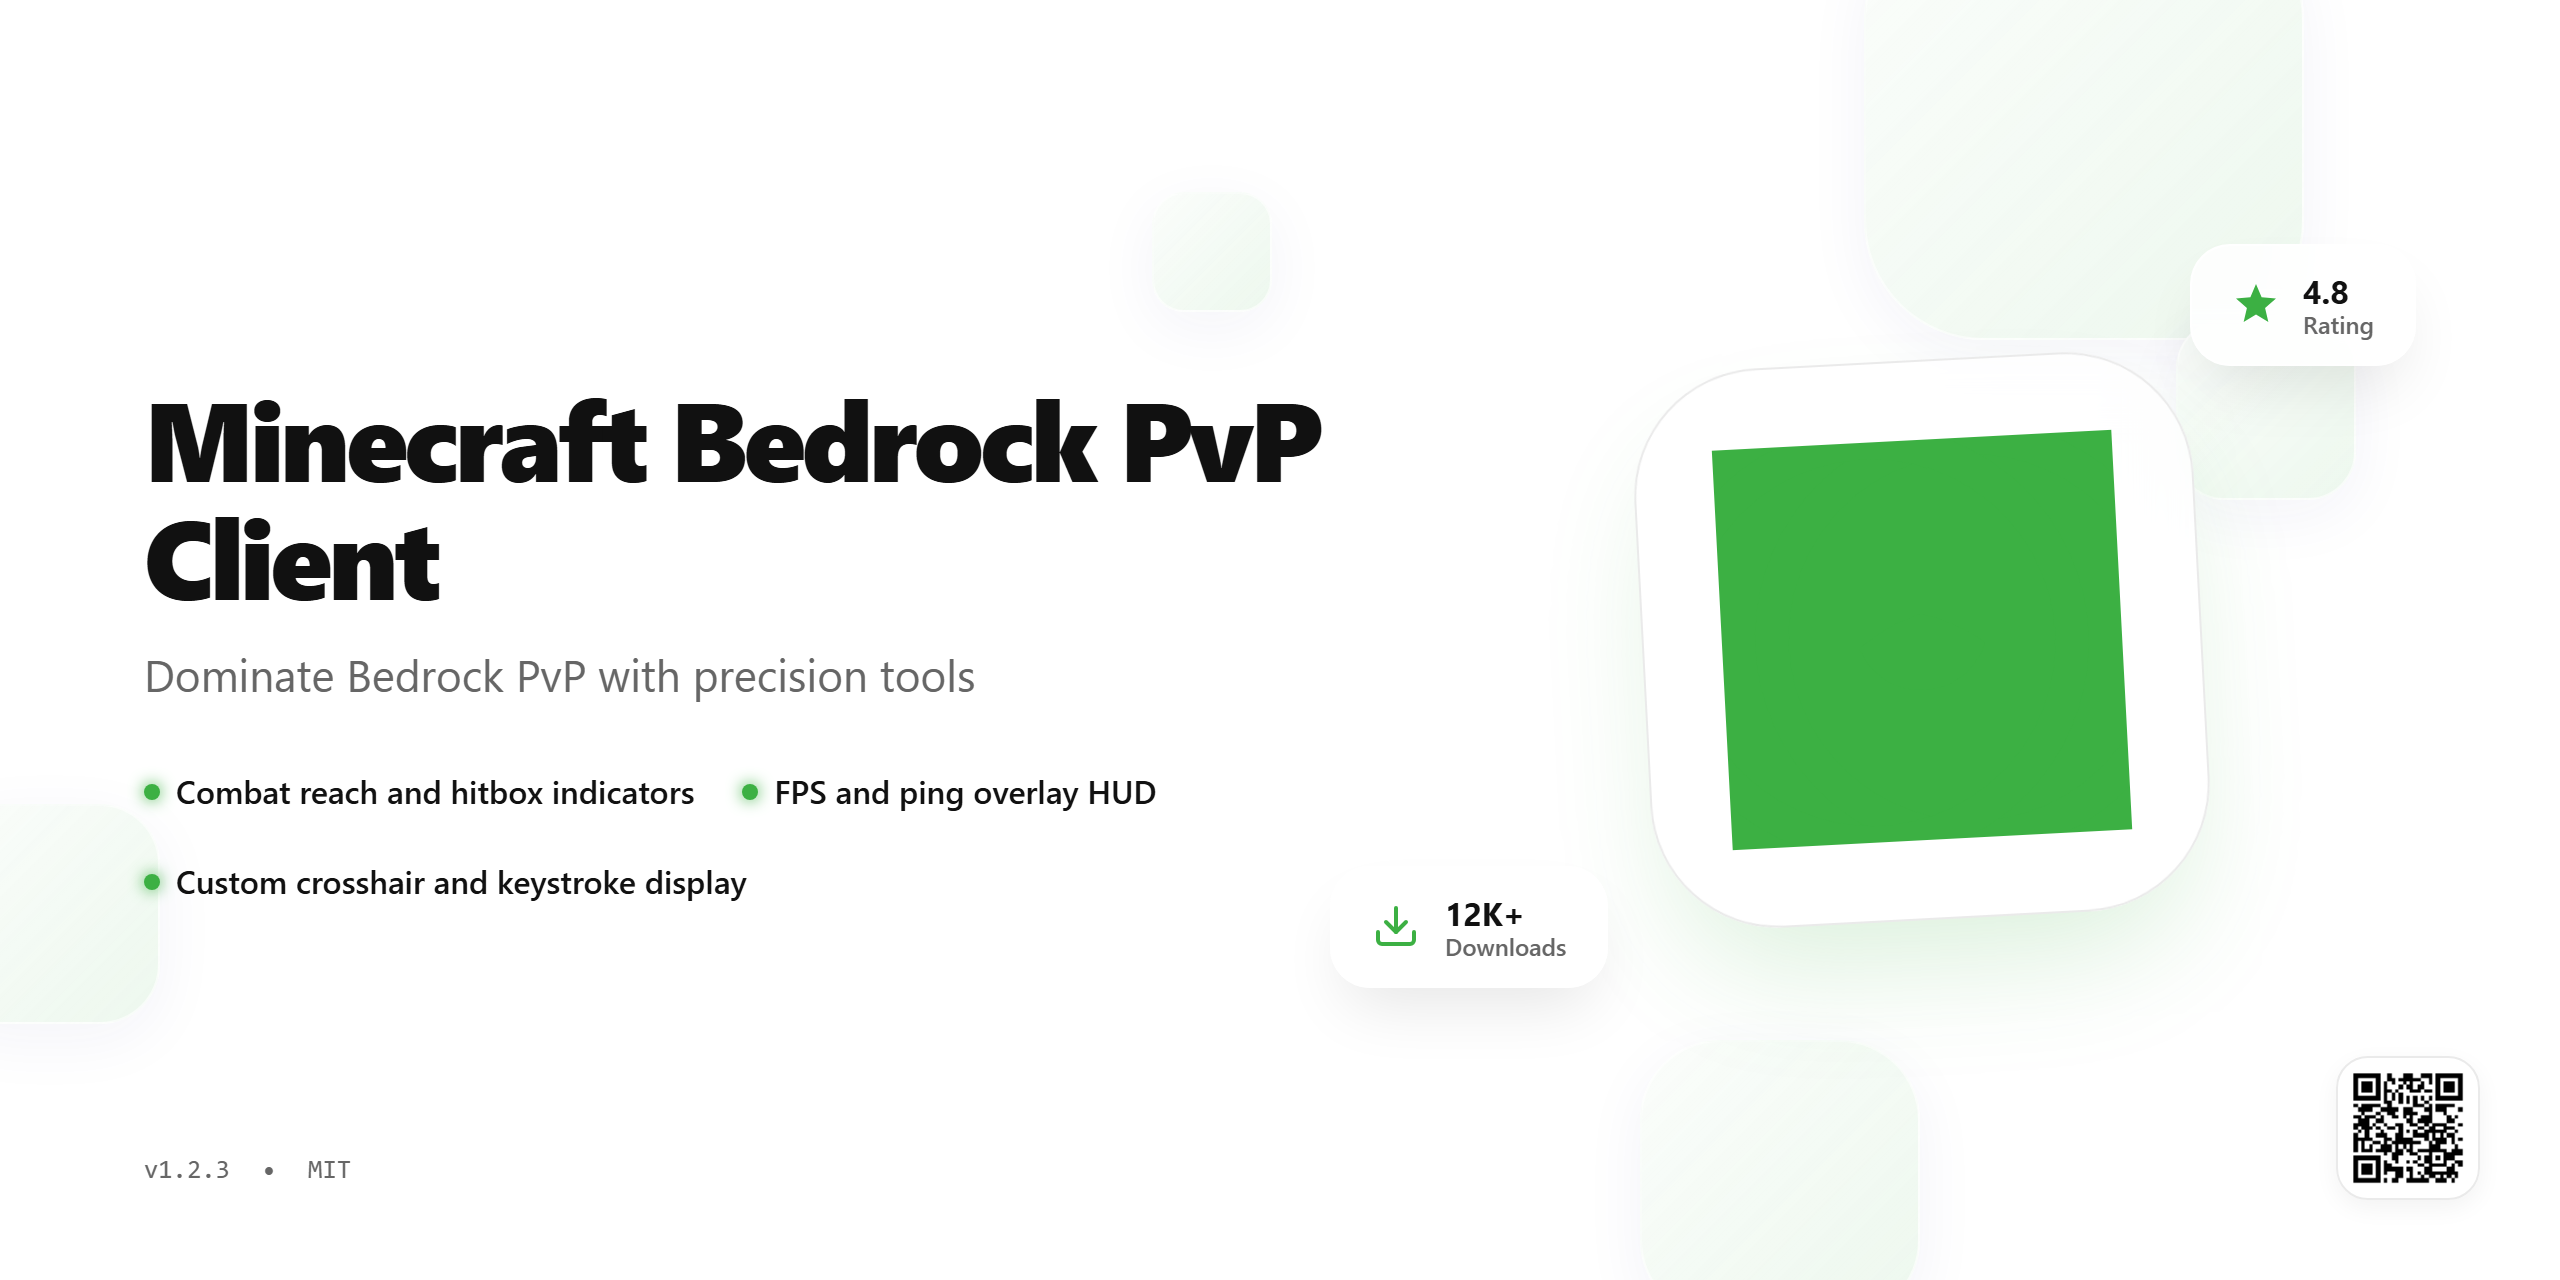 Minecraft Bedrock PvP
Client
Dominate Bedrock PvP with precision tools
Combat reach and hitbox indicators
FPS and ping overlay HUD
Custom crosshair and keystroke display
4.8
Rating
12K+
Downloads
v1.2.3 • MIT